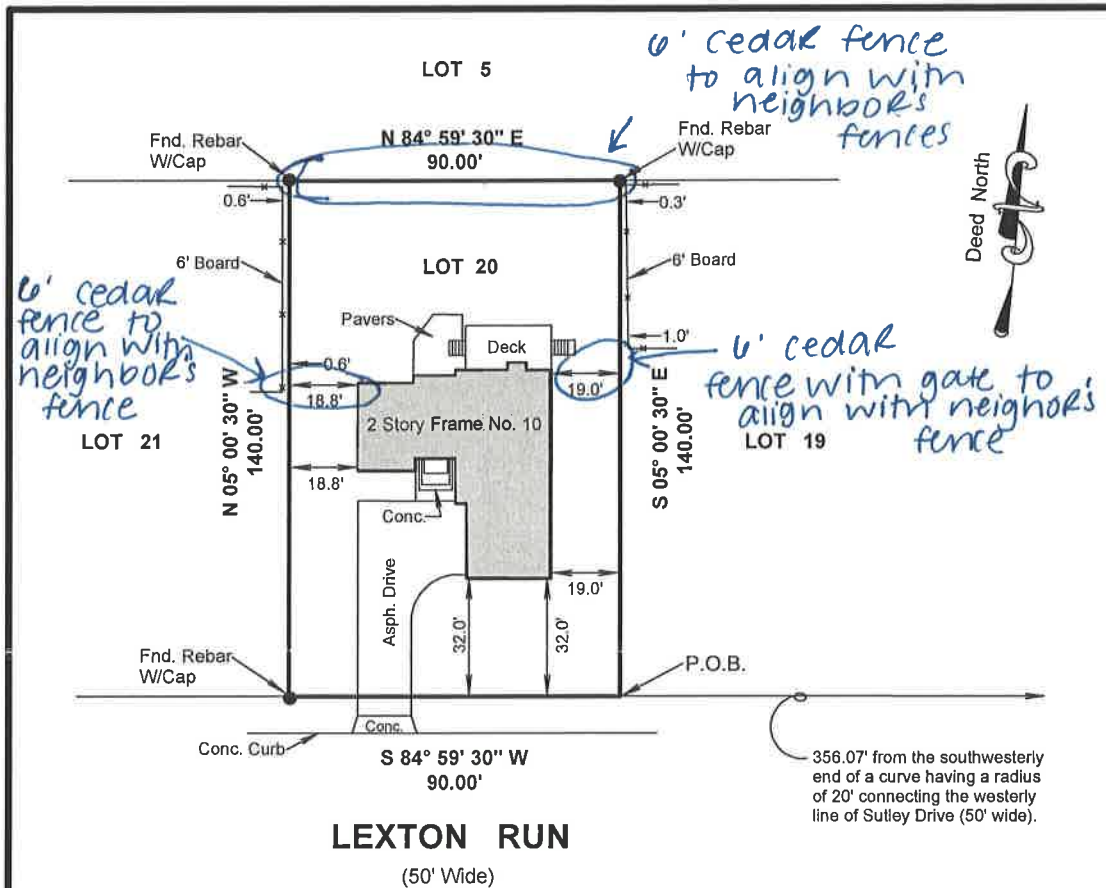 6' cedar fence
to align with
neighbors
fences
LOT 5
Fnd. Rebar
W/Cap
N 84° 59' 30" E
90.00'
Fnd. Rebar
W/Cap
Deed North
0.6'
0.3'
6' Board
LOT 20
6' Board
6' cedar
fence to
align with
neighbors
fence
Pavers
Deck
1.0'
0.6'
18.8'
19.0'
6' cedar
fence with gate to
align with neighor's
fence
2 Story Frame No. 10
LOT 21
LOT 19
N 05° 00' 30" W
140.00'
S 05° 00' 30" E
140.00'
18.8'
Conc.
Asph. Drive
19.0'
32.0'
32.0'
Fnd. Rebar
W/Cap
P.O.B.
Conc.
Conc. Curb
S 84° 59' 30" W
90.00'
356.07' from the southwesterly
end of a curve having a radius
of 20' connecting the westerly
line of Sutley Drive (50' wide).
LEXTON RUN
(50' Wide)